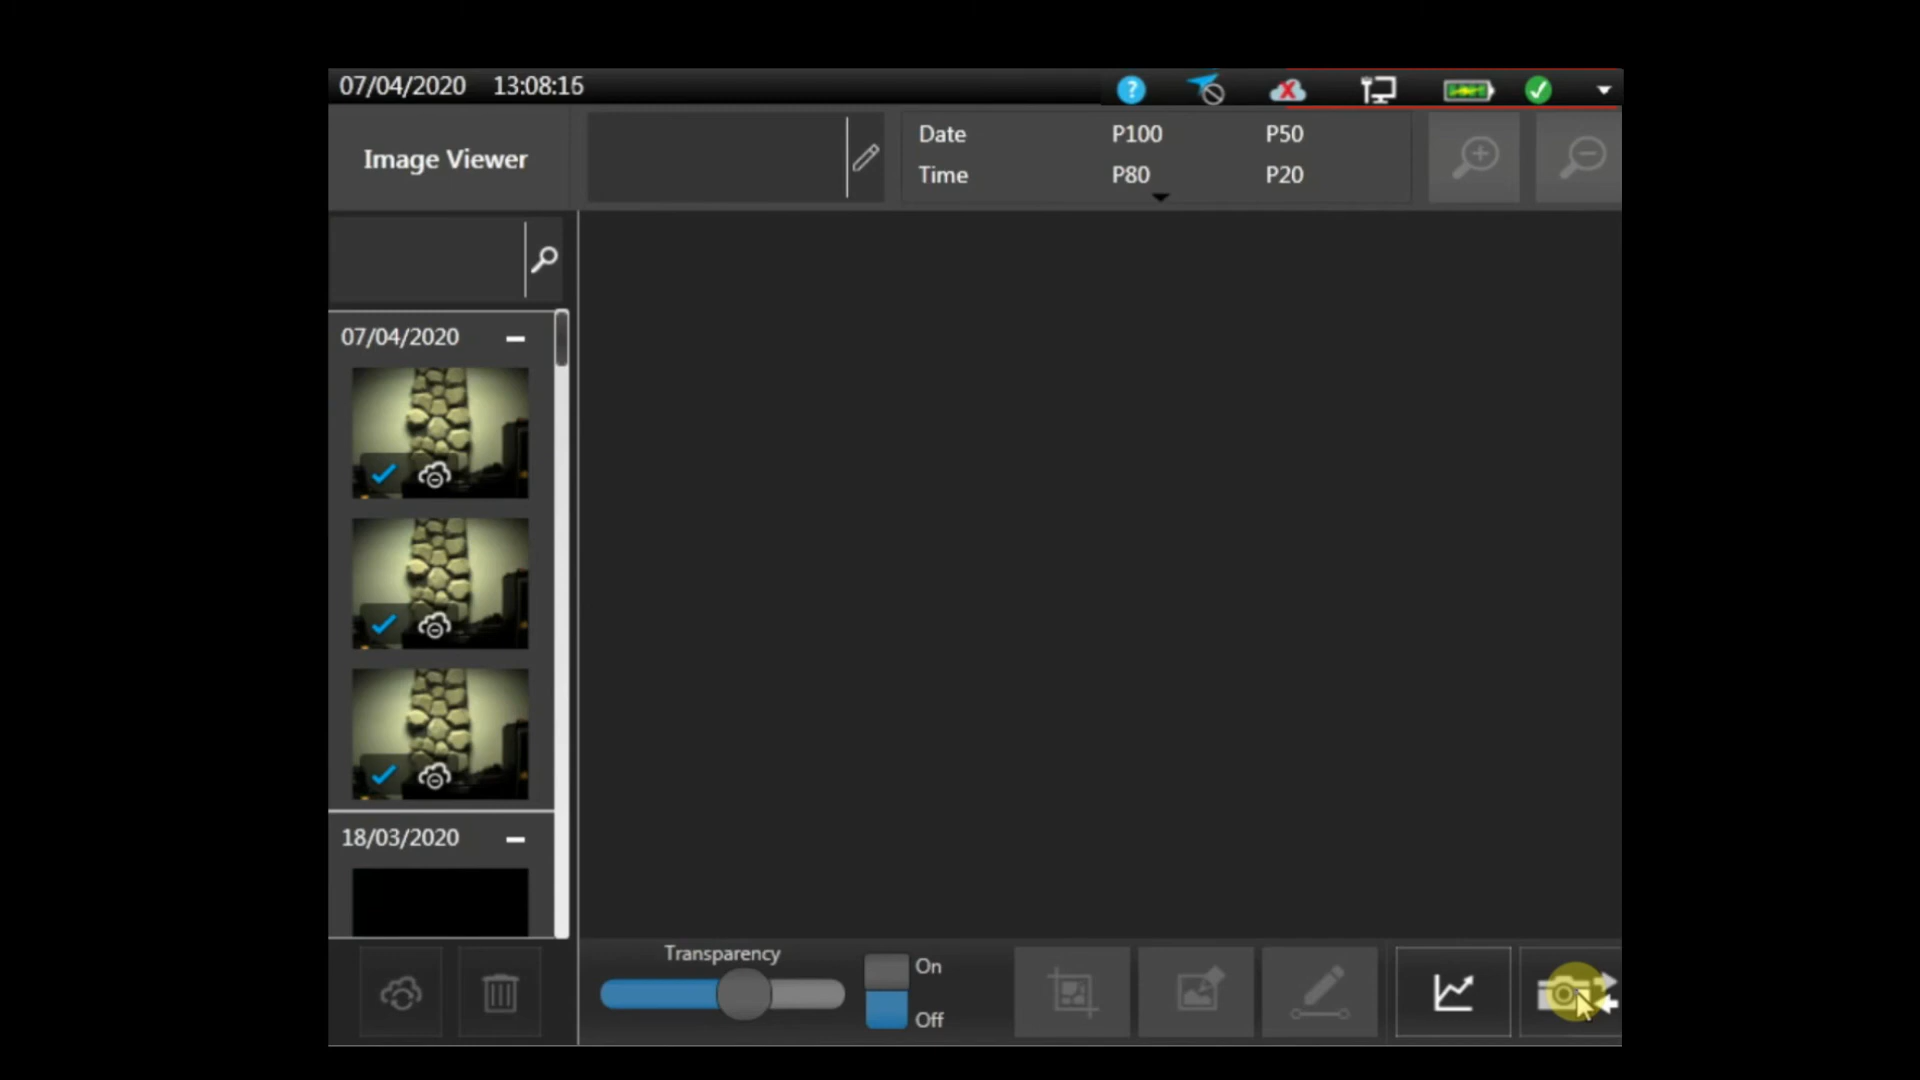 07/04/2020 13:08:16
Image Viewer
Date P100 P50
Time P80 P20
07/04/2020
18/03/2020
Transparency
On
Off